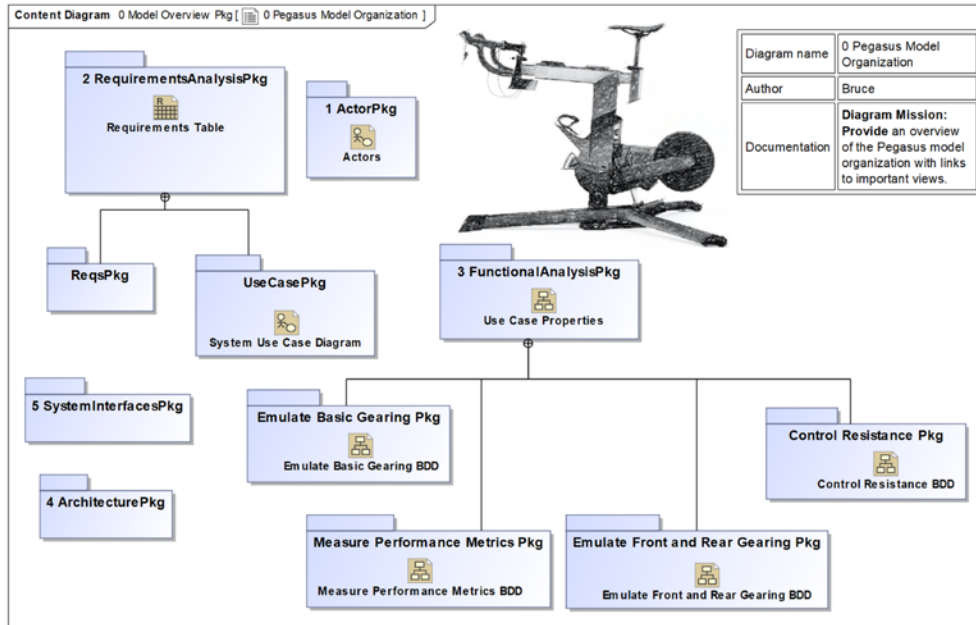 Content Diagram 0 Model Overview Pkg [ 0 Pegasus Model Organization ]
2 RequirementsAnalysisPkg
R
Requirements Table
1 ActorPkg
Actors
Diagram name
0 Pegasus Model
Organization
Author
Bruce
Documentation
Diagram Mission:
Provide an overview
of the Pegasus model
organization with links
to important views.
ReqsPkg
UseCasePkg
System Use Case Diagram
3 FunctionalAnalysisPkg
Use Case Properties
5 SystemInterfacesPkg
4 ArchitecturePkg
Emulate Basic Gearing Pkg
Emulate Basic Gearing BDD
Control Resistance Pkg
Control Resistance BDD
Measure Performance Metrics Pkg
Measure Performance Metrics BDD
Emulate Front and Rear Gearing Pkg
Emulate Front and Rear Gearing BDD